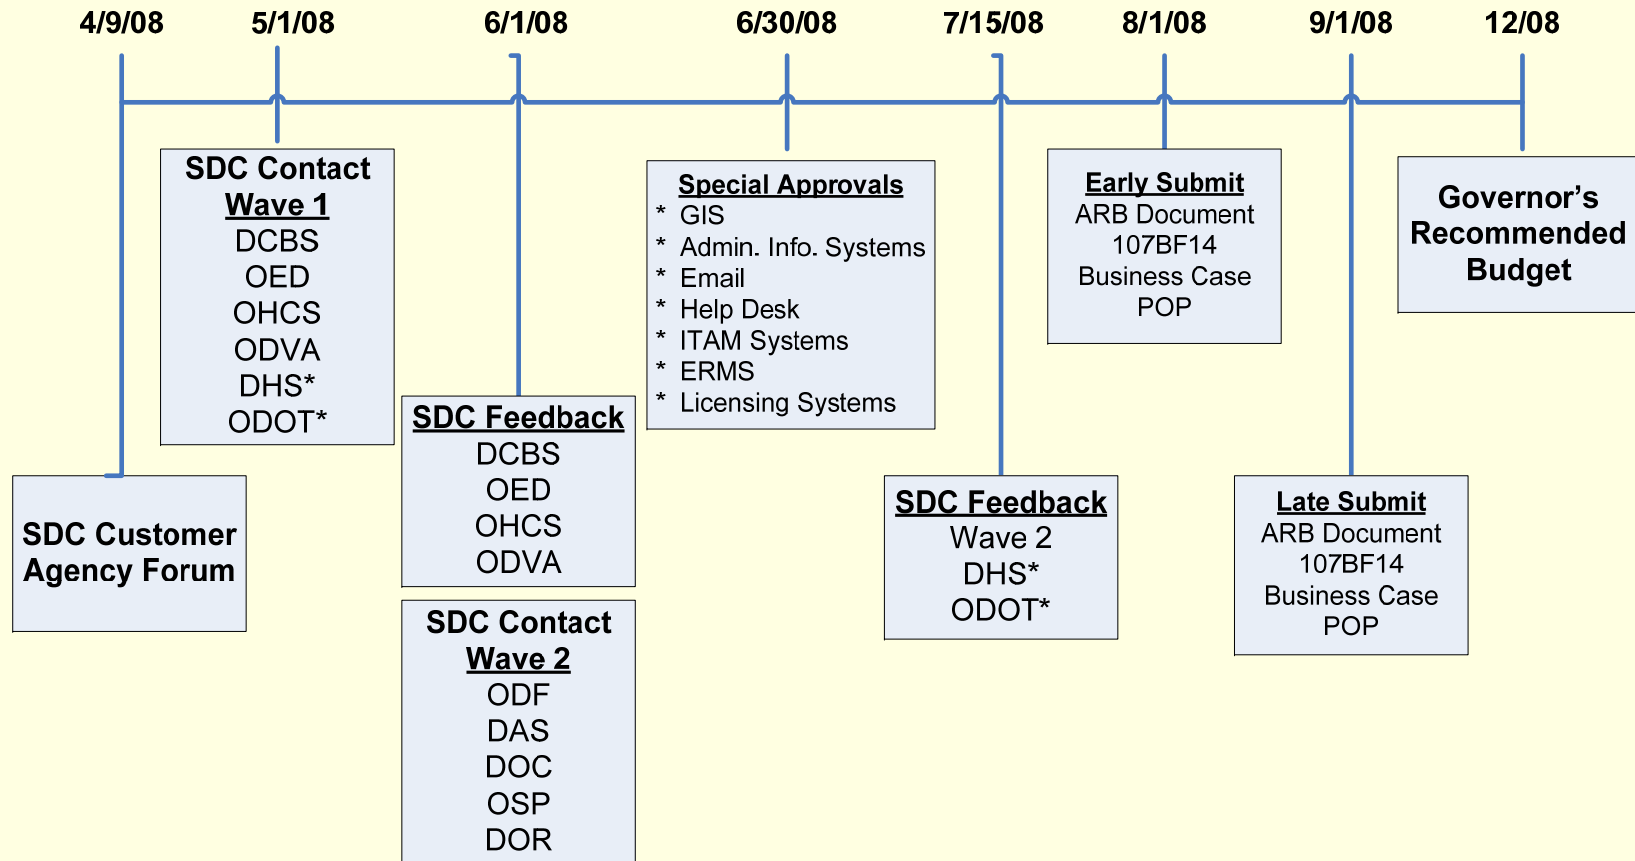 4/9/08 5/1/08 6/1/08 6/30/08 7/15/08 8/1/08 9/1/08 12/08
SDC Customer
Agency Forum
SDC Contact
Wave 1
DCBS
OED
OHCS
ODVA
DHS*
ODOT*
SDC Feedback
DCBS
OED
OHCS
ODVA
SDC Contact
Wave 2
ODF
DAS
DOC
OSP
DOR
Special Approvals
* GIS
* Admin. Info. Systems
* Email
* Help Desk
* ITAM Systems
* ERMS
* Licensing Systems
SDC Feedback
Wave 2
DHS*
ODOT*
Early Submit
ARB Document
107BF14
Business Case
POP
Late Submit
ARB Document
107BF14
Business Case
POP
Governor’s
Recommended
Budget